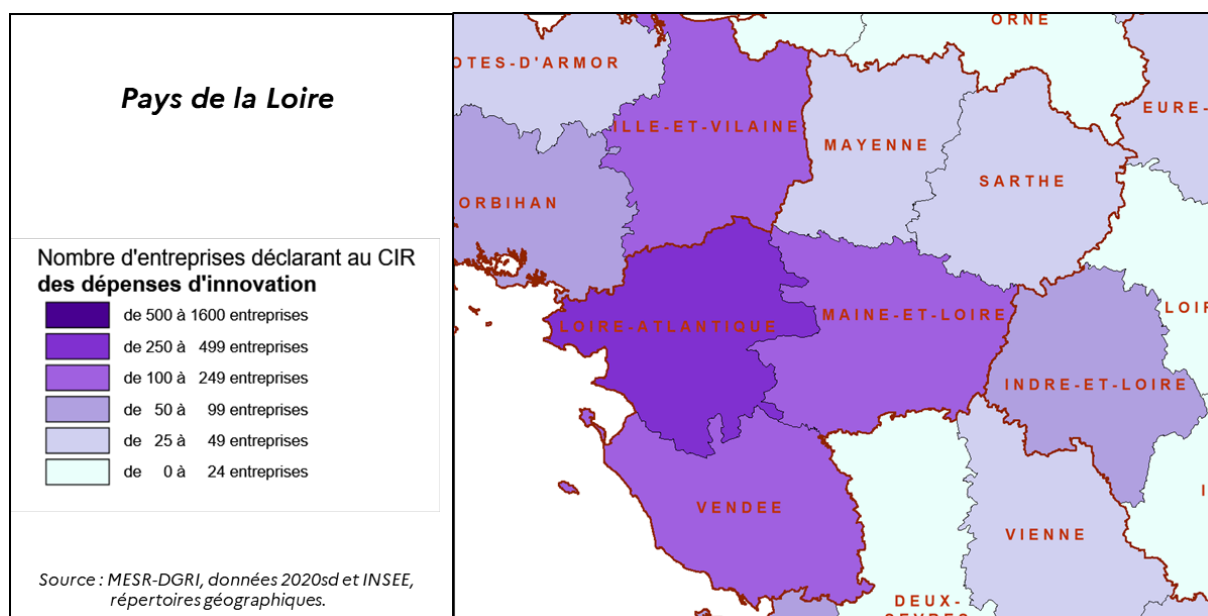 Pays de la Loire
Nombre d'entreprises déclarant au CIR
des dépenses d'innovation
de 500 à 1600 entreprises
de 250 à 499 entreprises
de 100 à 249 entreprises
de 50 à 99 entreprises
de 25 à 49 entreprises
de 0 à 24 entreprises
Source : MESR-DGRI, données 2020sd et INSEE,
répertoires géographiques.
ORNE
OTES-D'ARMOR
EURE-
ILLE-ET-VILAINE
MAYENNE
SARTHE
ORBIHAN
LOIR
LOIRE-ATLANTIQUE
MAINE-ET-LOIRE
INDRE-ET-LOIRE
I
VENDEE
VIENNE
DEUX-
SEVRES